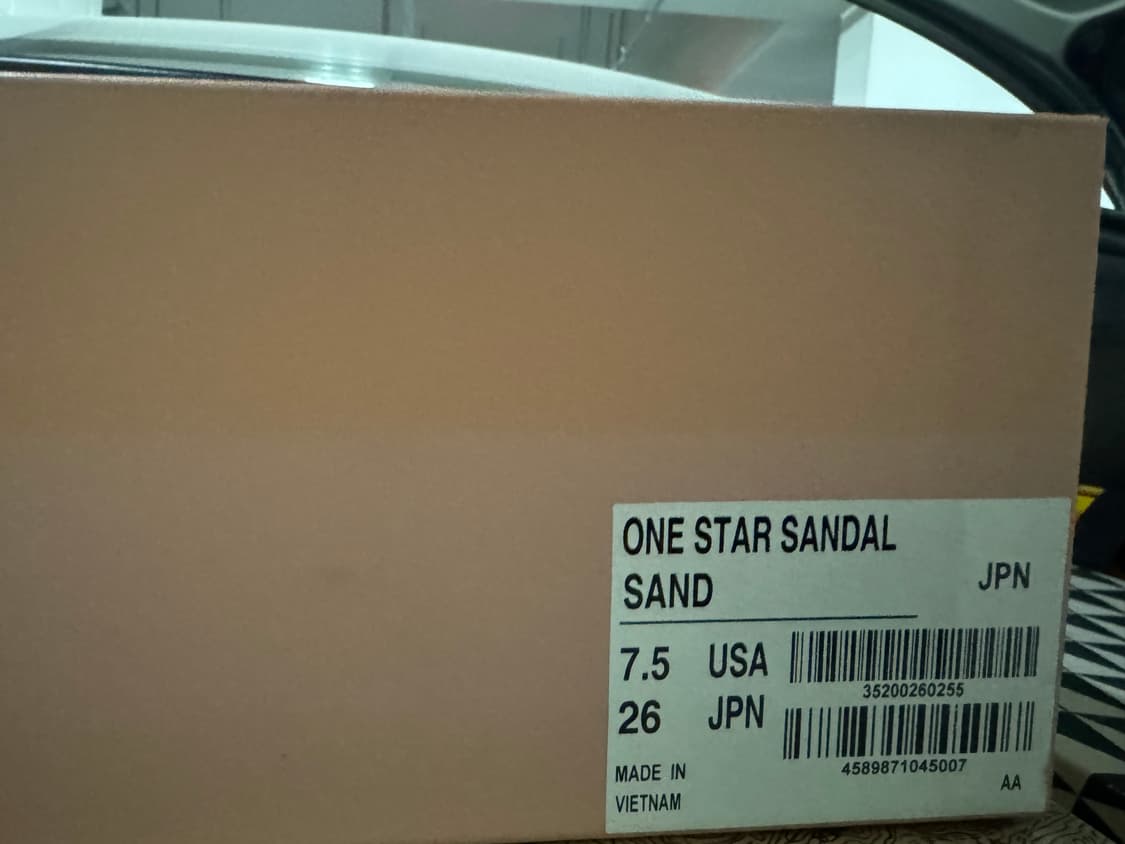 ONE STAR SANDAL
SAND
JPN
7.5 USA
35200260255
26 JPN
4589871045007
MADE IN
VIETNAM
AA